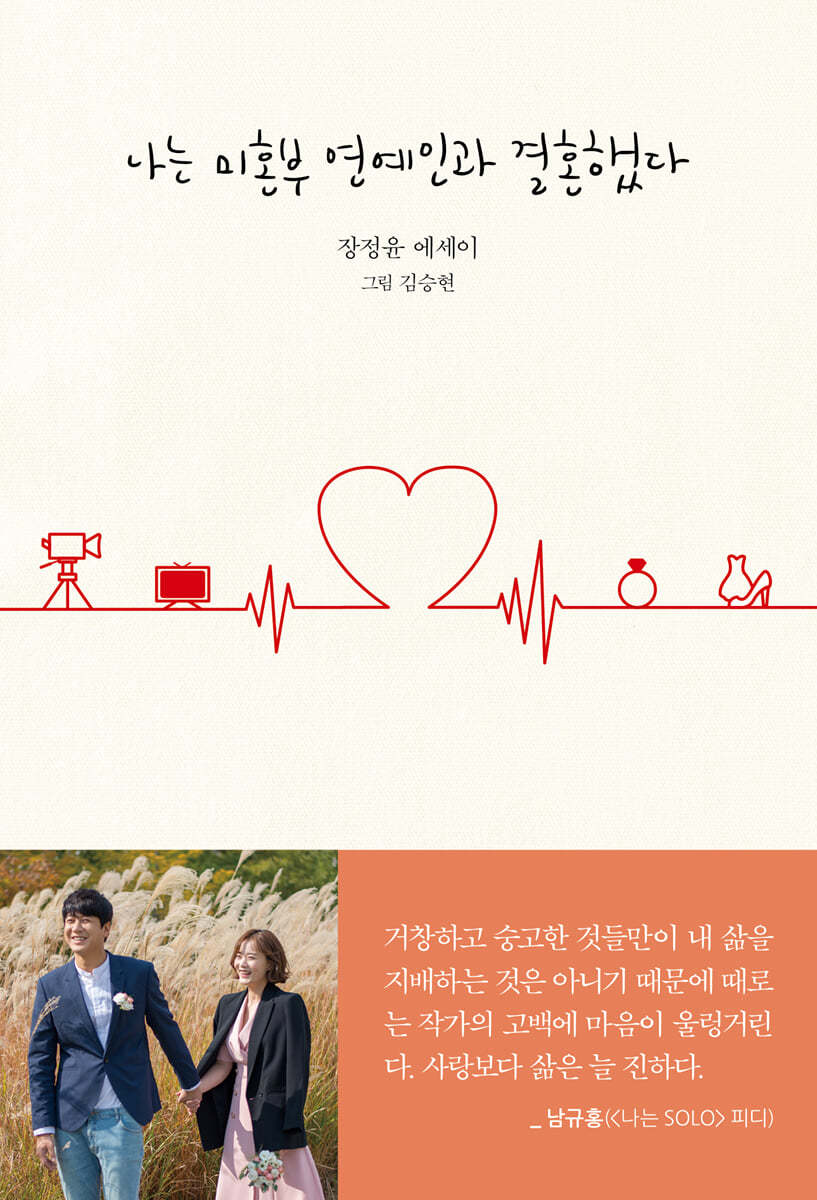 나는 미혼부 연예인과 결혼했다
장정윤 에세이
그림 김승현
거창하고 숭고한 것들만이 내 삶을
지배하는 것은 아니기 때문에 때로
는 작가의 고백에 마음이 울렁거린
다. 사랑보다 삶은 늘 진하다.
_ 남규홍(<나는 SOLO> 피디)